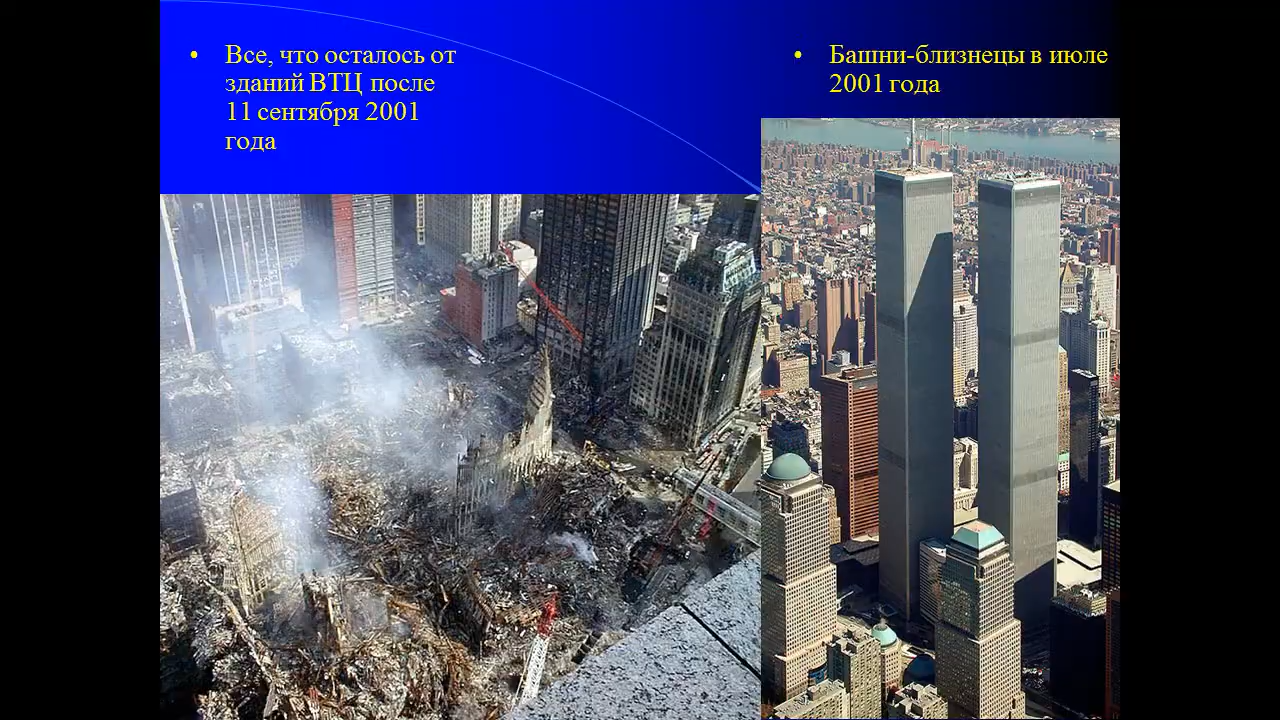 • Все, что осталось от
зданий ВТЦ после
11 сентября 2001
года
• Башни-близнецы в июле
2001 года